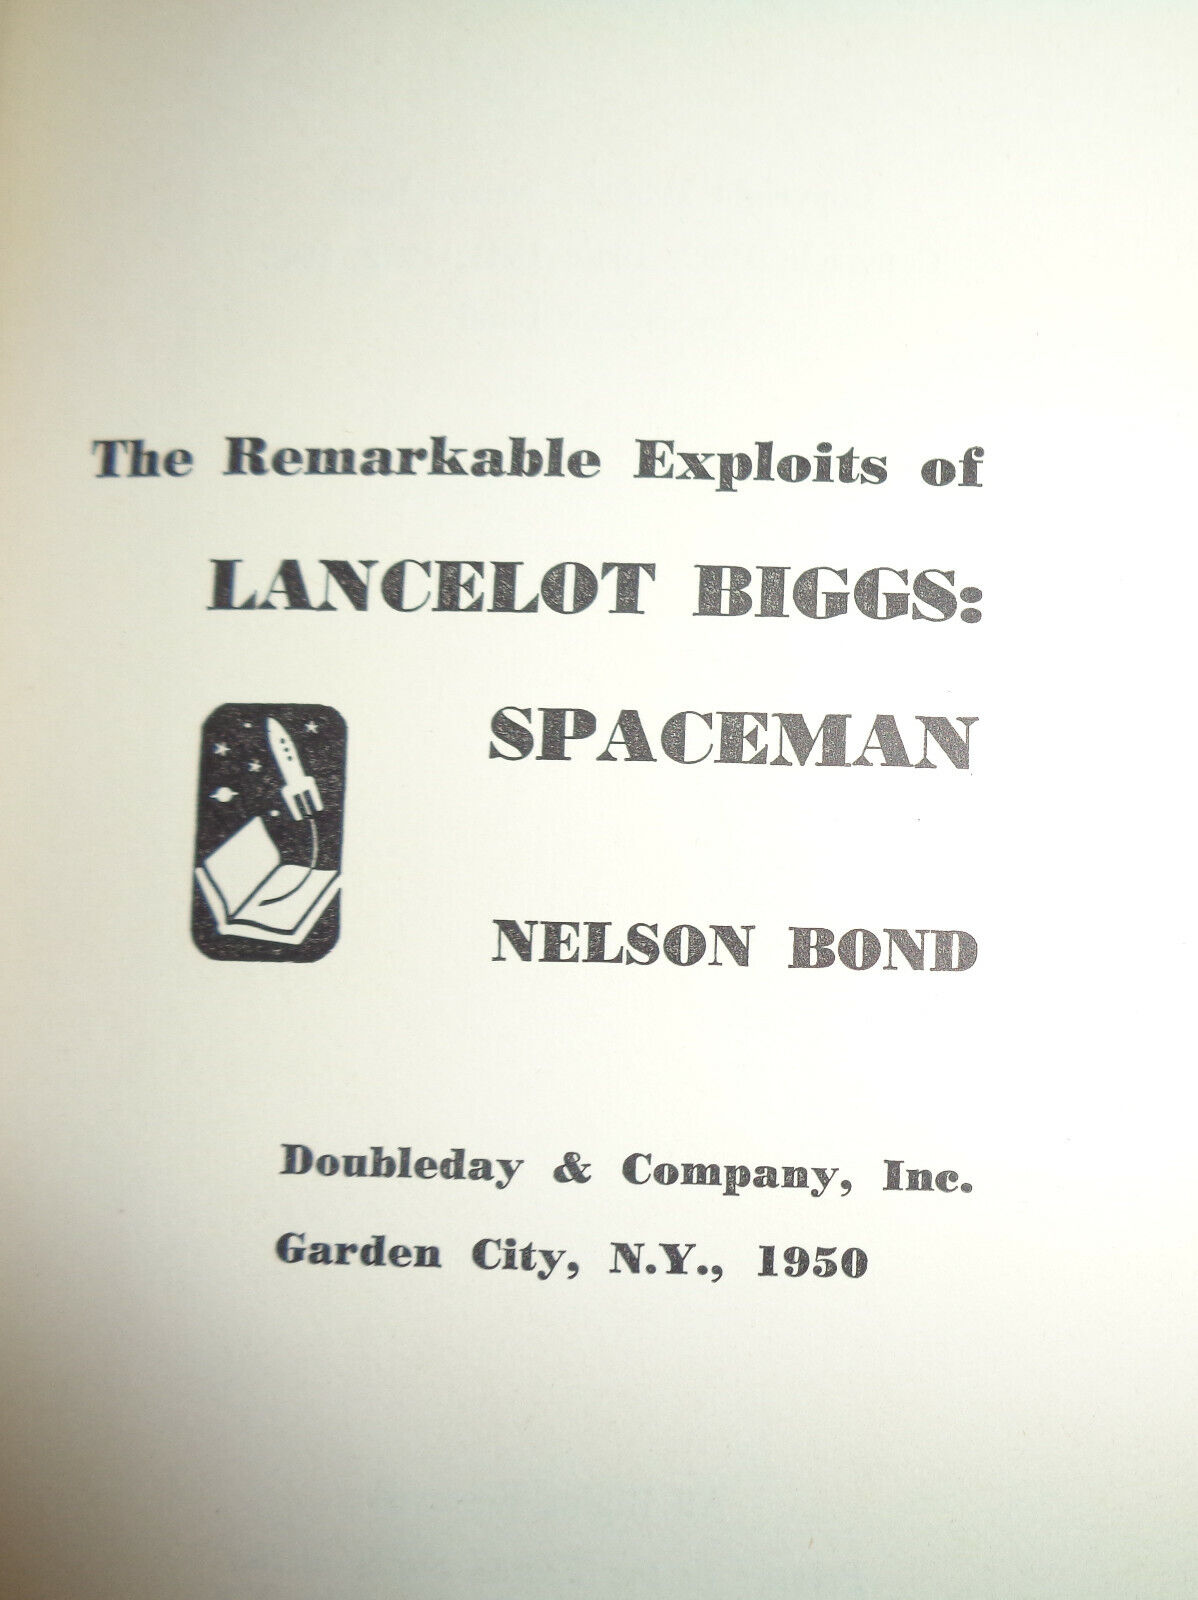 The Remarkable Exploits of
LANCELOT BIGGS:
SPACEMAN
NELSON BOND
Doubleday & Company, Inc.
Garden City, N.Y., 1950